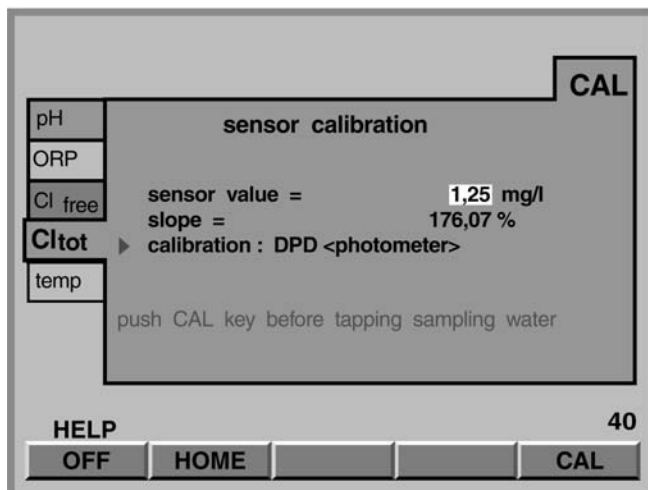 CAL
pH
sensor calibration
ORP
Cl free
sensor value = 1,25 mg/l
slope = 176,07 %
Cltot
calibration : DPD <photometer>
temp
push CAL key before tapping sampling water
HELP
40
OFF HOME CAL